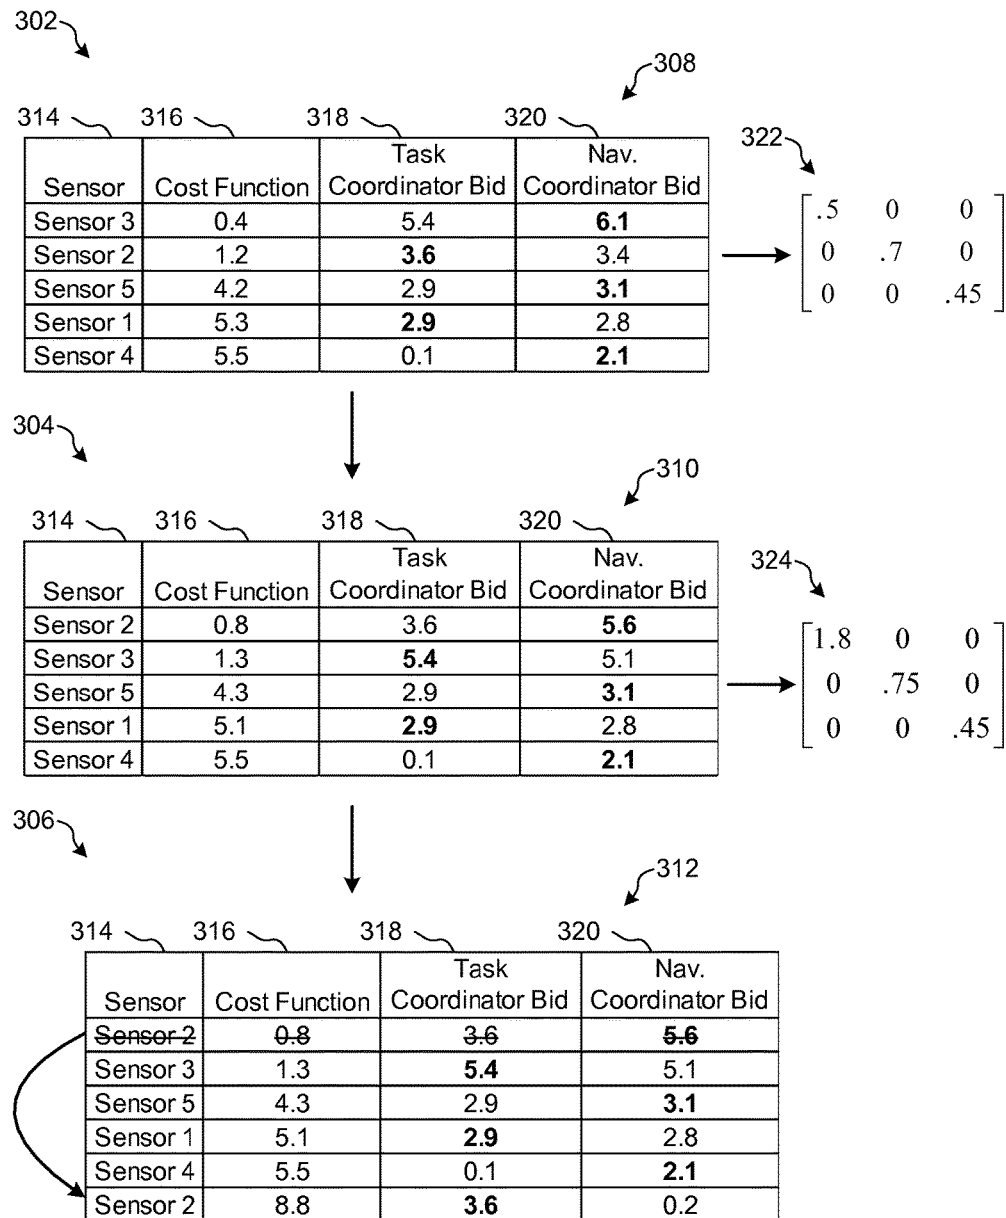 302
308
314 316 318 320
322
Sensor Cost Function Task Coordinator Bid Nav. Coordinator Bid
Sensor 3 0.4 5.4 6.1
Sensor 2 1.2 3.6 3.4
Sensor 5 4.2 2.9 3.1
Sensor 1 5.3 2.9 2.8
Sensor 4 5.5 0.1 2.1
.5 0 0
0 .7 0
0 0 .45
304
310
314 316 318 320
324
Sensor Cost Function Task Coordinator Bid Nav. Coordinator Bid
Sensor 2 0.8 3.6 5.6
Sensor 3 1.3 5.4 5.1
Sensor 5 4.3 2.9 3.1
Sensor 1 5.1 2.9 2.8
Sensor 4 5.5 0.1 2.1
1.8 0 0
0 .75 0
0 0 .45
306
312
314 316 318 320
Sensor Cost Function Task Coordinator Bid Nav. Coordinator Bid
Sensor 2 0.8 3.6 5.6
Sensor 3 1.3 5.4 5.1
Sensor 5 4.3 2.9 3.1
Sensor 1 5.1 2.9 2.8
Sensor 4 5.5 0.1 2.1
Sensor 2 8.8 3.6 0.2